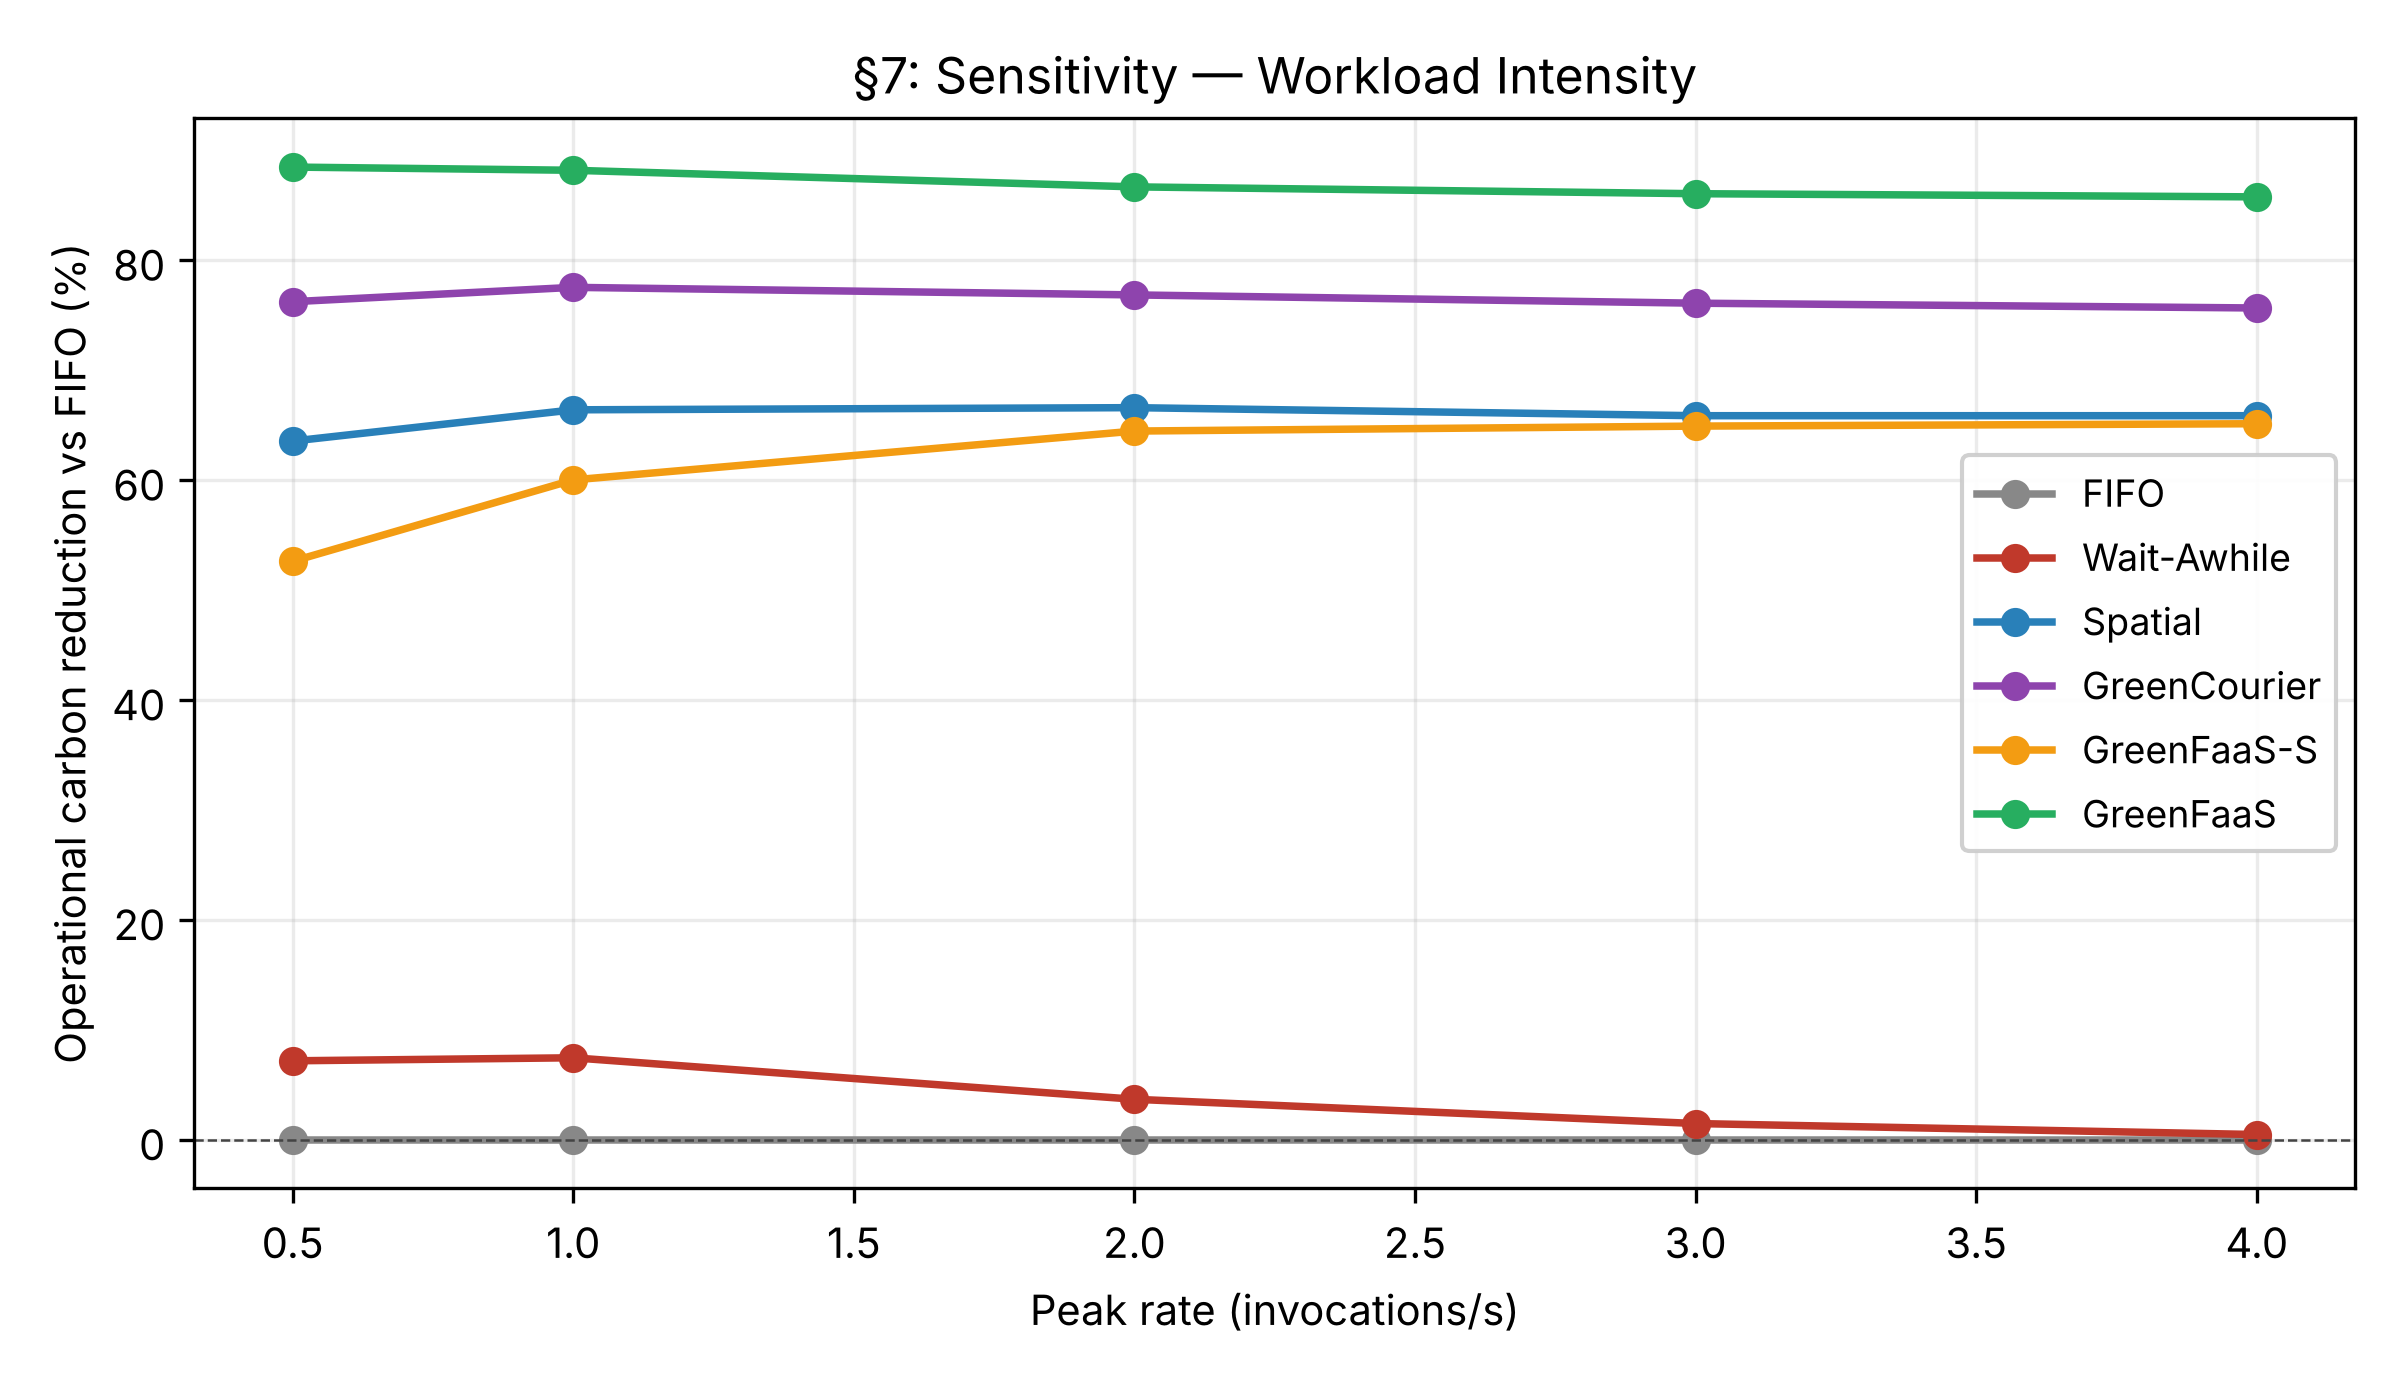 §7: Sensitivity — Workload Intensity
Operational carbon reduction vs FIFO (%)
80
60
40
20
0
FIFO
Wait-Awhile
Spatial
GreenCourier
GreenFaaS-S
GreenFaaS
0.5 1.0 1.5 2.0 2.5 3.0 3.5 4.0
Peak rate (invocations/s)